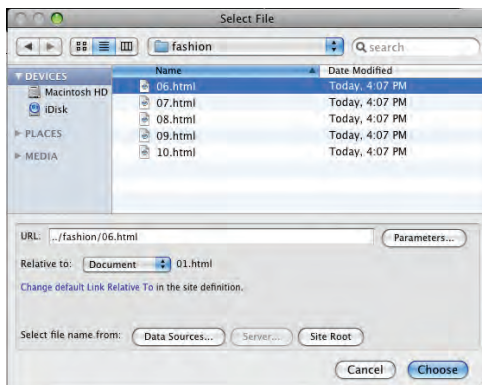 Select File
fashion
search
DEVICES
Macintosh HD
iDisk
PLACES
MEDIA
Name Date Modified
06.html Today, 4:07 PM
07.html Today, 4:07 PM
08.html Today, 4:07 PM
09.html Today, 4:07 PM
10.html Today, 4:07 PM
URL: ../fashion/06.html Parameters...
Relative to: Document 01.html
Change default Link Relative To in the site definition.
Select file name from: Data Sources... Server... Site Root
Cancel Choose